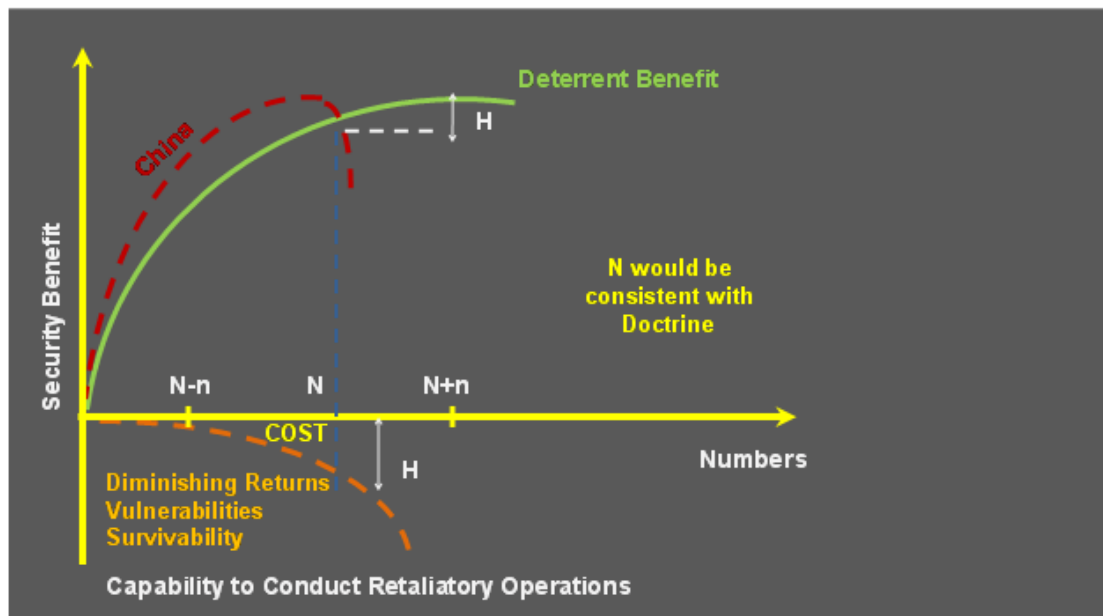 Deterrent Benefit
H
China
Security Benefit
N would be
consistent with
Doctrine
N-n
N
N+n
COST
H
Numbers
Diminishing Returns
Vulnerabilities
Survivability
Capability to Conduct Retaliatory Operations